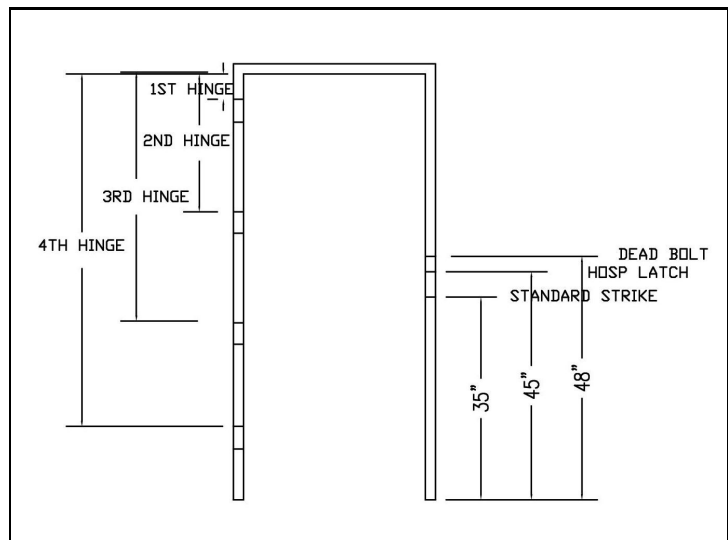 1ST HINGE
2ND HINGE
3RD HINGE
4TH HINGE
DEAD BOLT
HOSP LATCH
STANDARD STRIKE
35"
45"
48"